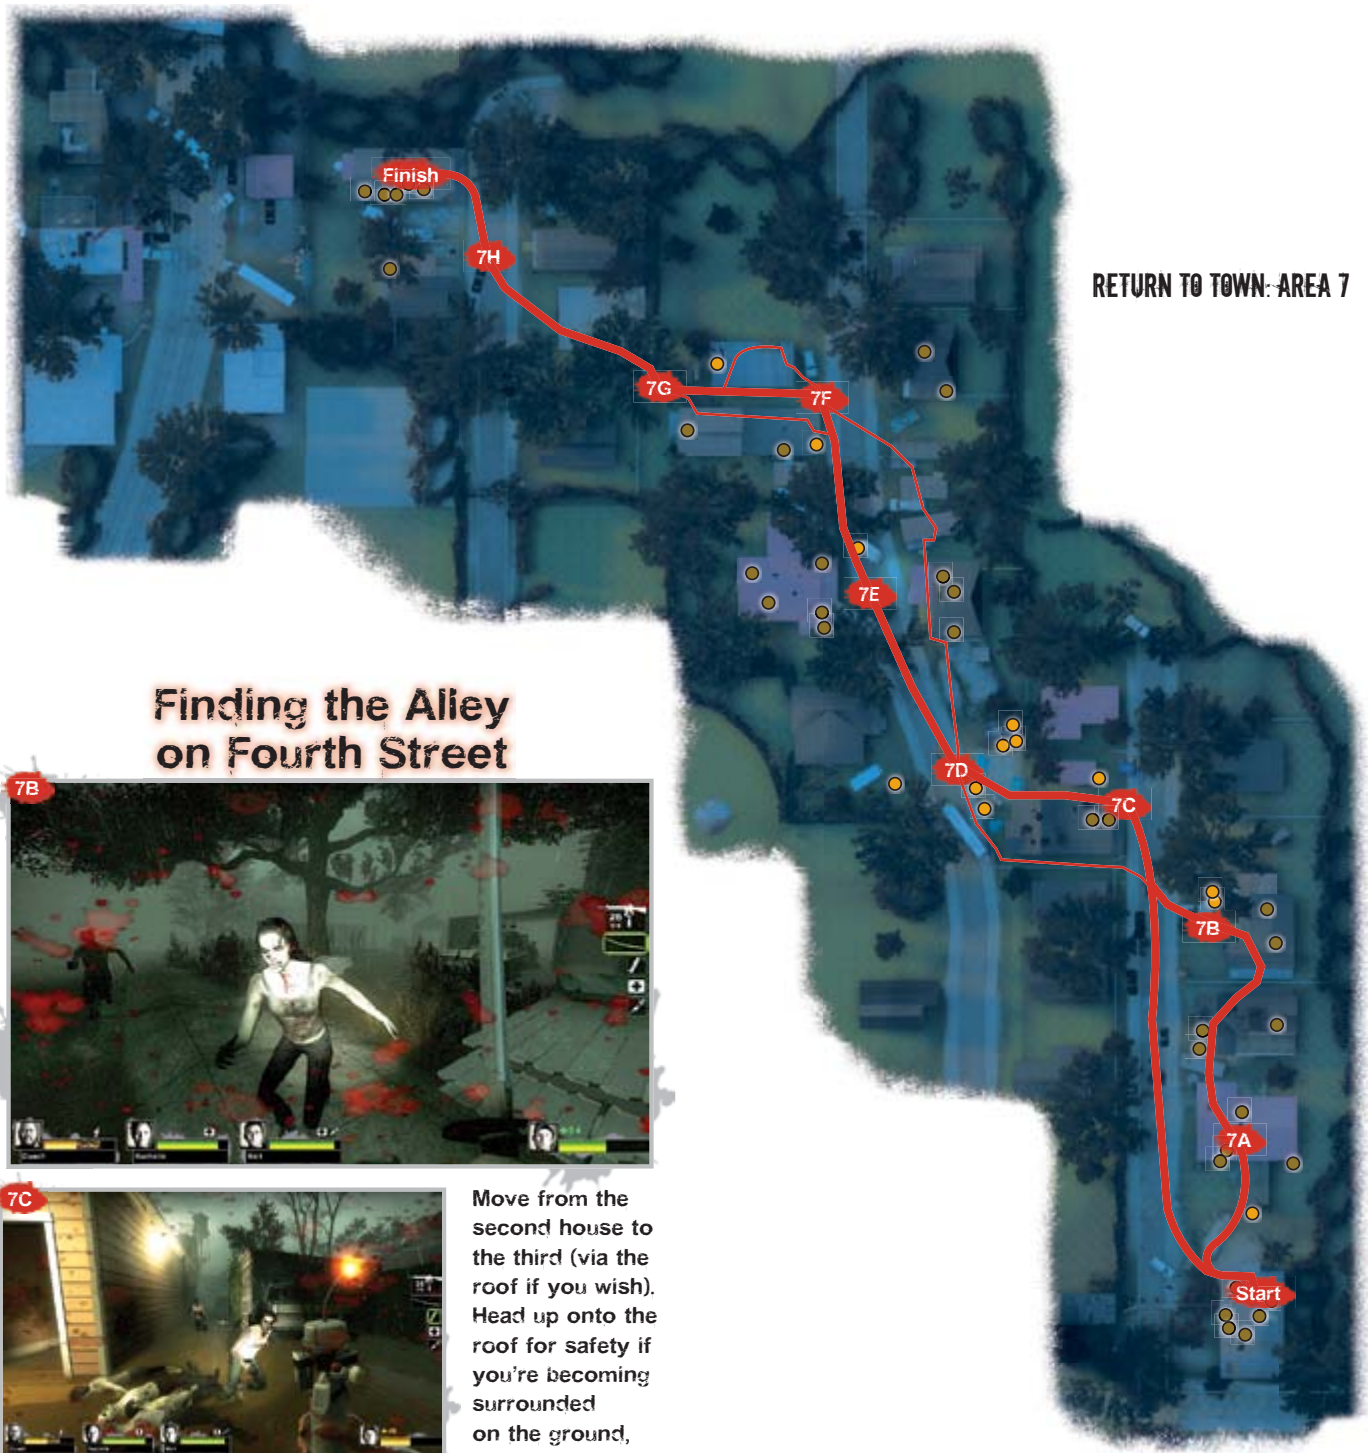 Finish
7H
RETURN TO TOWN: AREA 7
7G
7F
7E
7D
7C
7B
7A
Start
Finding the Alley
on Fourth Street
7B
7C
Move from the
second house to
the third (via the
roof if you wish).
Head up onto the
roof for safety if
you're becoming
surrounded
on the ground,